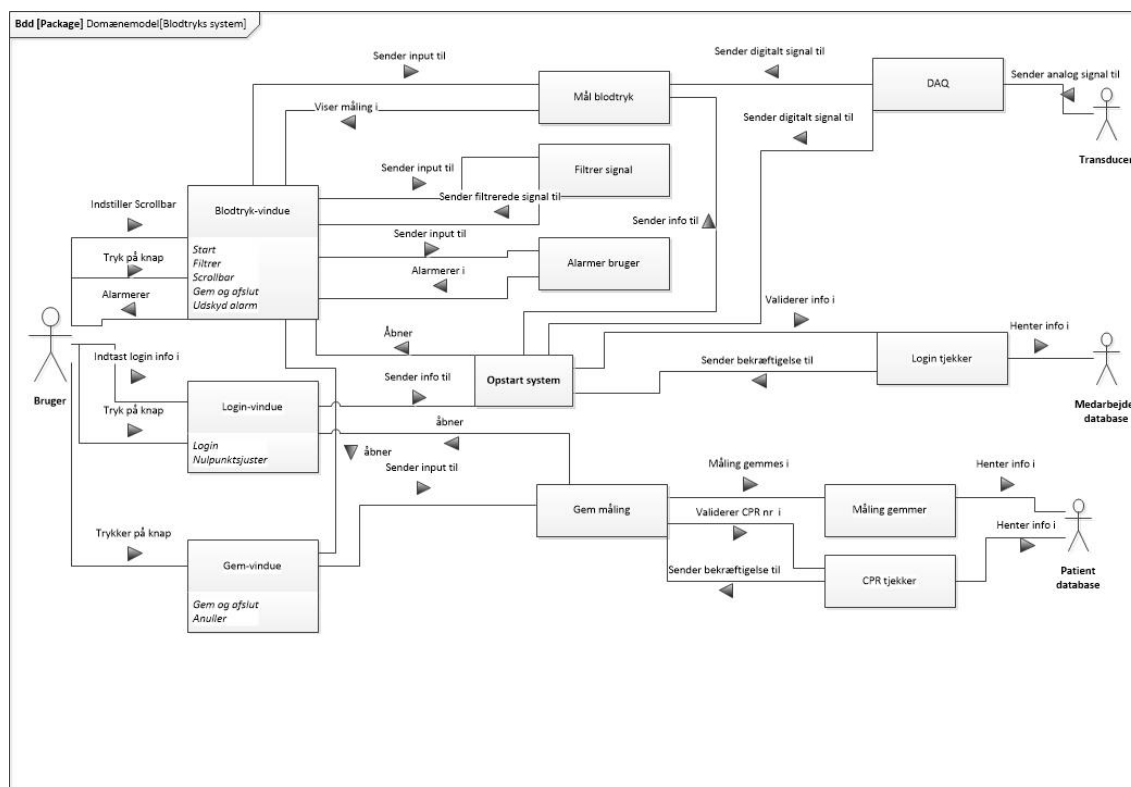 Bdd [Package] Domænemodel[Blodtryks system]
Sender input til
Sender digitalt signal til
Mål blodtryk
DAQ
Sender analog signal til
Viser måling i
Sender digitalt signal til
Transducer
Sender input til
Filtrer signal
Indstiller Scrollbar
Blodtryk-vindue
Sender filtrerede signal til
Sender info til
Start
Filtrer
Scrollbar
Gem og afslut
Udskyd alarm
Tryk på knap
Sender input til
Alarmer bruger
Alarmerer i
Alarmerer
Validerer info i
Henter info i
Åbner
Login tjekker
Indtast login info i
Sender info til
Opstart system
Sender bekræftigelse til
Bruger
Medarbejde
database
Tryk på knap
Login-vindue
Login
Nulpunktsjuster
åbner
åbner
Sender input til
Måling gemmes i
Henter info i
Gem måling
Måling gemmer
Validerer CPR nr i
Henter info i
Trykker på knap
Gem-vindue
Sender bekræftigelse til
CPR tjekker
Patient
database
Gem og afslut
Anuller